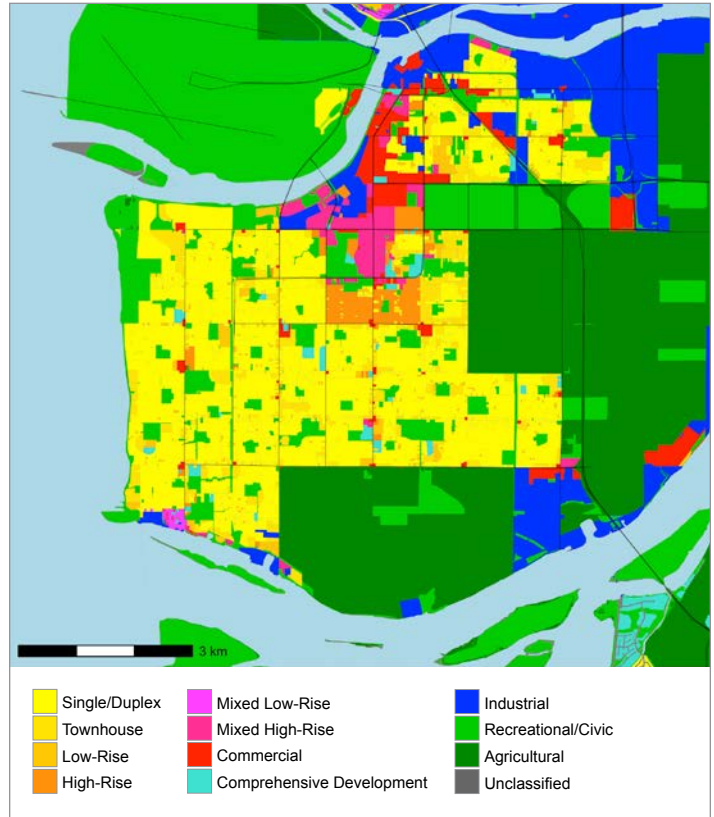 3 km
Single/Duplex
Townhouse
Low-Rise
High-Rise
Mixed Low-Rise
Mixed High-Rise
Commercial
Comprehensive Development
Industrial
Recreational/Civic
Agricultural
Unclassified